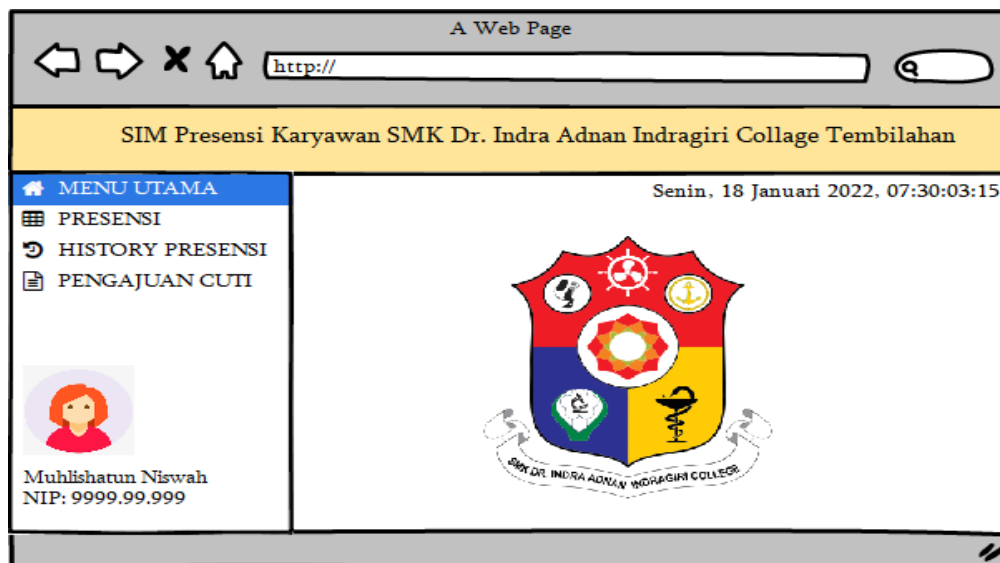 A Web Page
http://
SIM Presensi Karyawan SMK Dr. Indra Adnan Indragiri Collage Tembilahan
MENU UTAMA
PRESENSI
HISTORY PRESENSI
PENGAJUAN CUTI
Muhlishatun Niswah
NIP: 9999.99.999
Senin, 18 Januari 2022, 07:30:03:15
SMK DR. INDRA ADNAN INDRAGIRI COLLEGE